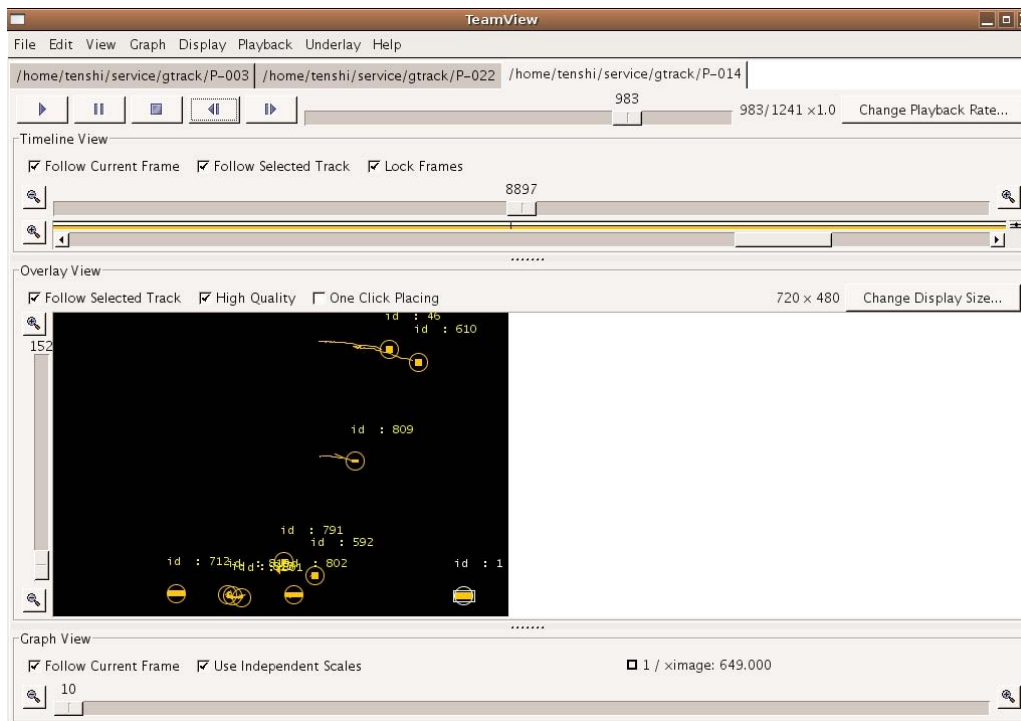 TeamView
File Edit View Graph Display Playback Underlay Help
/home/tenshi/service/gtrack/P-003 /home/tenshi/service/gtrack/P-022 /home/tenshi/service/gtrack/P-014
983
983/1241 ×1.0 Change Playback Rate...
Timeline View
Follow Current Frame Follow Selected Track Lock Frames
8897
Overlay View
Follow Selected Track High Quality One Click Placing 720 × 480 Change Display Size...
id : 46
id : 610
152
id : 809
id : 791
id : 592
id : 712 : 802 id : 1
Graph View
Follow Current Frame Use Independent Scales 1 / ximage: 649.000
10